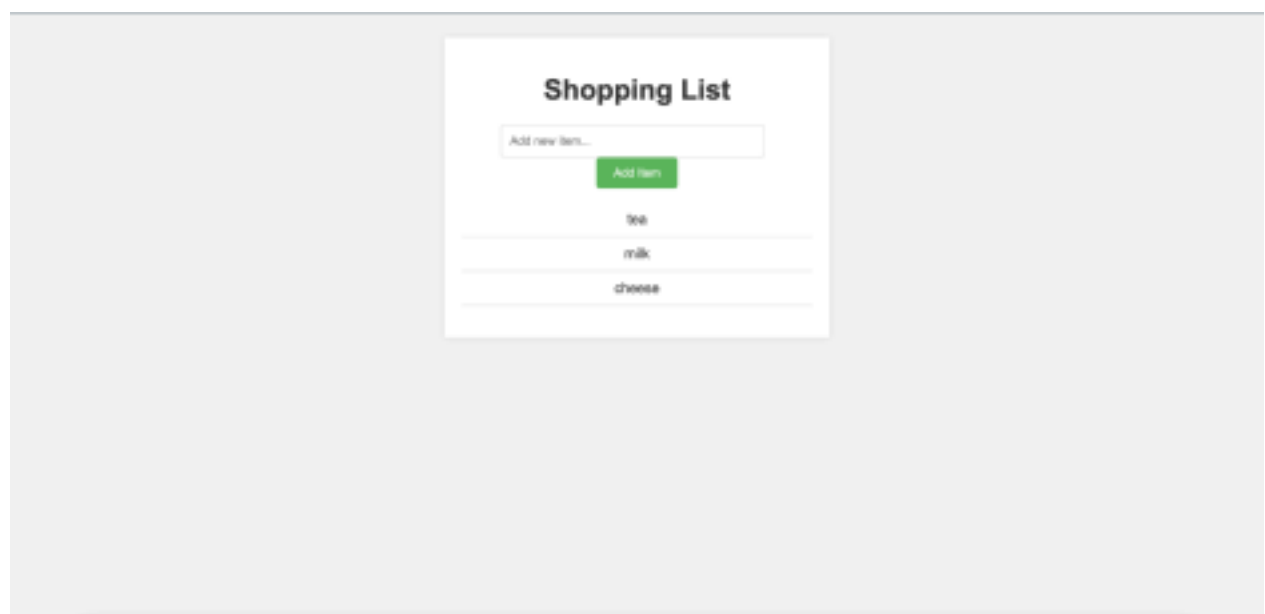 Shopping List
Add new item...
Add Item
tea
milk
cheese